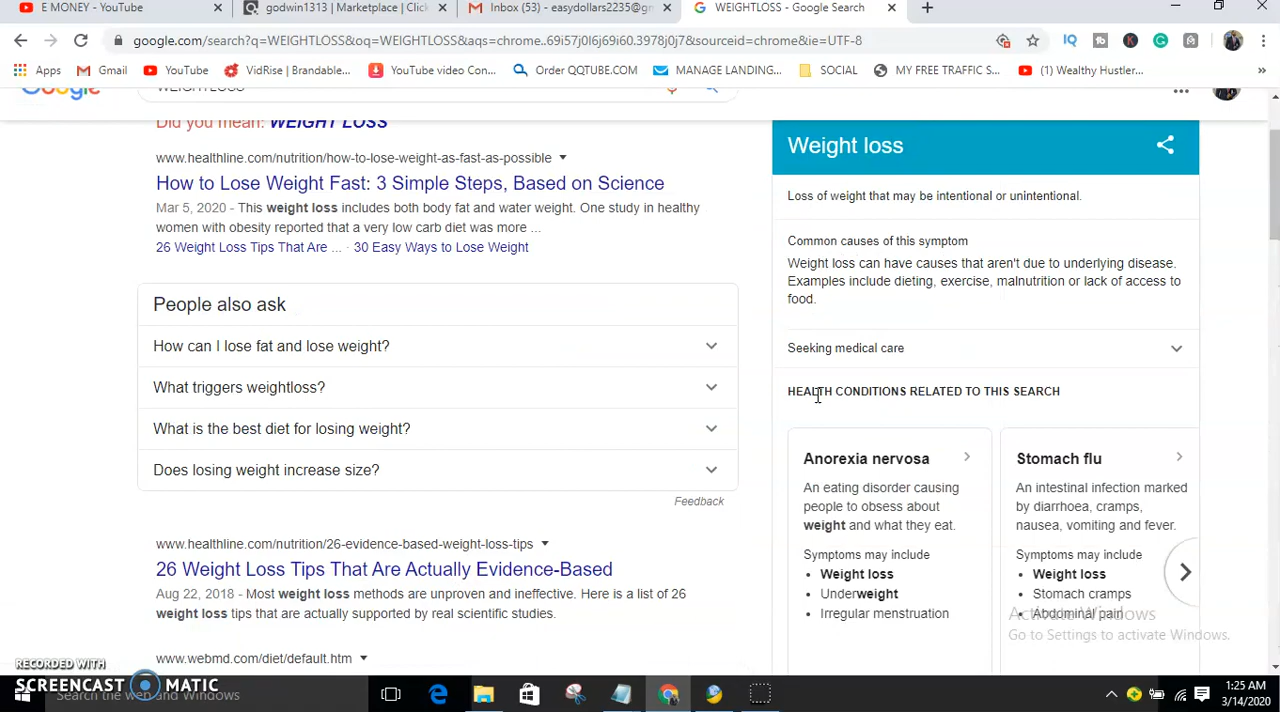 E MONEY - YouTube
godwin1313 | Marketplace | Click
Inbox (53) - easydollars2235@gm
WEIGHTLOSS - Google Search
google.com/search?q=WEIGHTLOSS&oq=WEIGHTLOSS&aqs=chrome..69i57j0l6j69i60.3978j0j7&sourceid=chrome&ie=UTF-8
Apps
Gmail
YouTube
VidRise | Brandable...
YouTube video Con...
Order QQTUBE.COM
MANAGE LANDING...
SOCIAL
MY FREE TRAFFIC S...
(1) Wealthy Hustler...
Google
WEIGHTLOSS
Did you mean: WEIGHT LOSS
www.healthline.com/nutrition/how-to-lose-weight-as-fast-as-possible
How to Lose Weight Fast: 3 Simple Steps, Based on Science
Mar 5, 2020 - This weight loss includes both body fat and water weight. One study in healthy
women with obesity reported that a very low carb diet was more ...
26 Weight Loss Tips That Are ... · 30 Easy Ways to Lose Weight
People also ask
How can I lose fat and lose weight?
What triggers weightloss?
What is the best diet for losing weight?
Does losing weight increase size?
Feedback
www.healthline.com/nutrition/26-evidence-based-weight-loss-tips
26 Weight Loss Tips That Are Actually Evidence-Based
Aug 22, 2018 - Most weight loss methods are unproven and ineffective. Here is a list of 26
weight loss tips that are actually supported by real scientific studies.
www.webmd.com/diet/default.htm
Weight loss
Loss of weight that may be intentional or unintentional.
Common causes of this symptom
Weight loss can have causes that aren't due to underlying disease.
Examples include dieting, exercise, malnutrition or lack of access to
food.
Seeking medical care
HEALTH CONDITIONS RELATED TO THIS SEARCH
Anorexia nervosa
An eating disorder causing
people to obsess about
weight and what they eat.
Symptoms may include
• Weight loss
• Underweight
• Irregular menstruation
Stomach flu
An intestinal infection marked
by diarrhoea, cramps,
nausea, vomiting and fever.
Symptoms may include
• Weight loss
• Stomach cramps
• Abdominal pain
Activate Windows
Go to Settings to activate Windows.
RECORDED WITH
SCREENCAST MATIC
Search the web and Windows
1:25 AM
3/14/2020